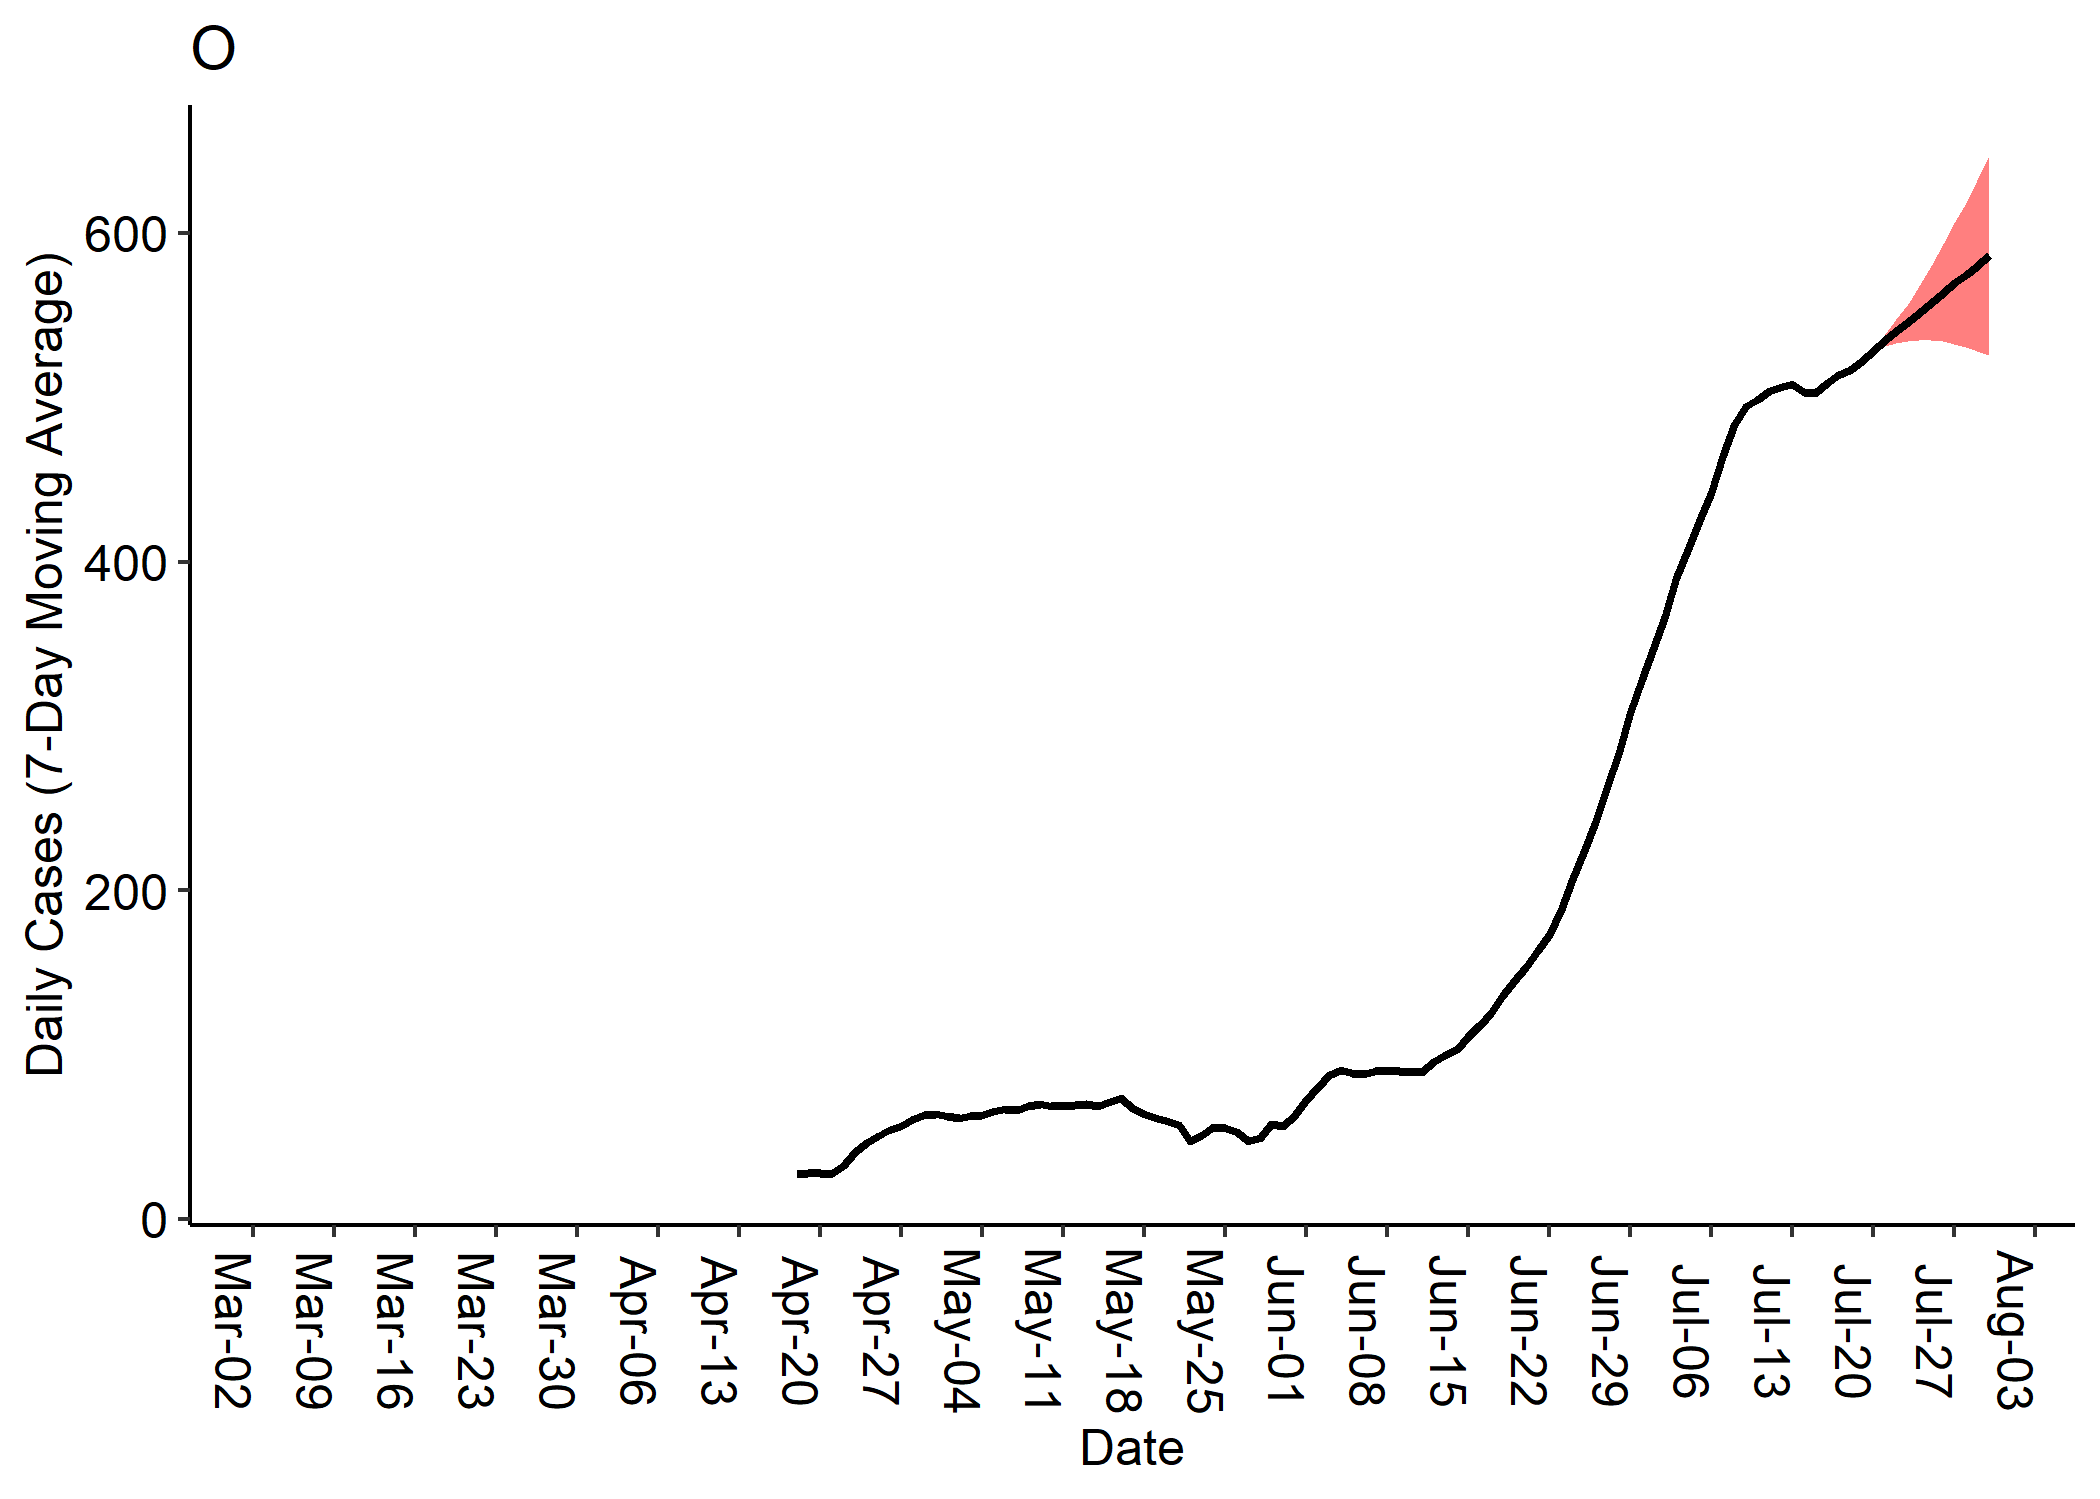 O
Daily Cases (7-Day Moving Average)
600
400
200
0
Mar-02
Mar-09
Mar-16
Mar-23
Mar-30
Apr-06
Apr-13
Apr-20
Apr-27
May-04
May-11
May-18
May-25
Jun-01
Jun-08
Jun-15
Jun-22
Jun-29
Jul-06
Jul-13
Jul-20
Jul-27
Aug-03
Date